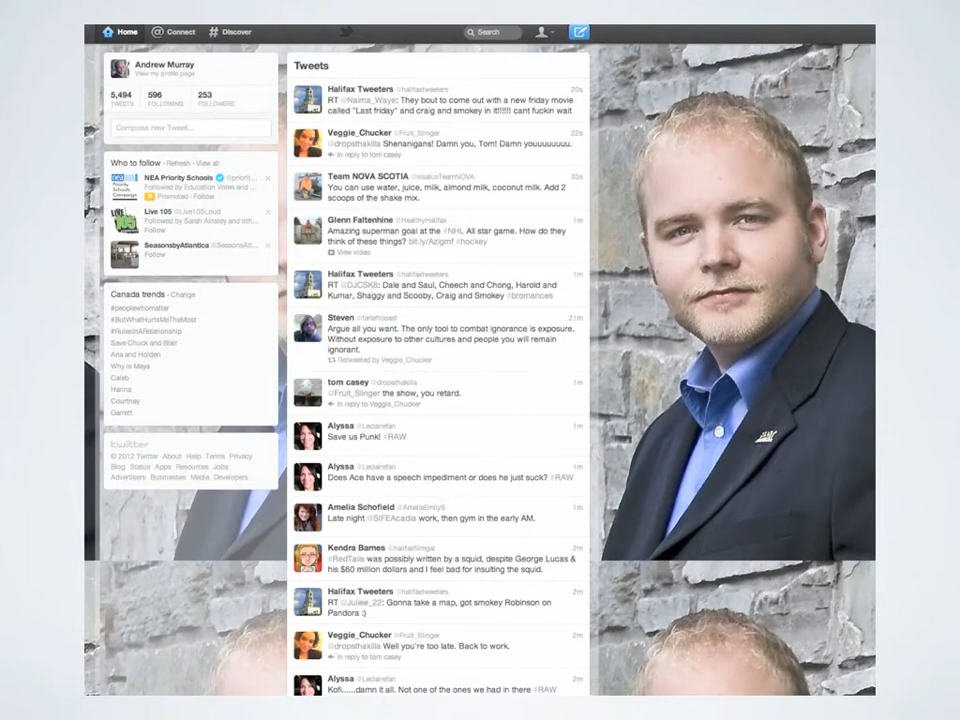 Home @ Connect # Discover Search
Andrew Murray
View my profile page
5,494 596 253
TWEETS FOLLOWING FOLLOWERS
Compose new Tweet...
Who to follow · Refresh · View all
NEA Priority Schools @priorit...
Followed by Education Votes and ...
Promoted · Follow
Live 105 @Live105Loud
Followed by Sarah Ainsley and oth...
Follow
SeasonsbyAtlantica @SeasonsAtl...
Follow
Canada trends · Change
#peoplewhomatter
#ButWhatHurtsMeTheMost
#RulesInARelationship
Save Chuck and Blair
Aria and Holden
Why is Maya
Caleb
Hanna
Courtney
Garrett
twitter
© 2012 Twitter About Help Terms Privacy
Blog Status Apps Resources Jobs
Advertisers Businesses Media Developers
Tweets
Halifax Tweeters @halifaxtweeters 20s
RT @Naima_Waye: They bout to come out with a new friday movie
called "Last friday" and craig and smokey in it!!!!!! cant fuckin wait
Veggie_Chucker @Fruit_Slinger 22s
@dropsthakilla Shenanigans! Damn you, Tom! Damn youuuuuuu.
In reply to tom casey
Team NOVA SCOTIA @visalusTeamNOVA 33s
You can use water, juice, milk, almond milk, coconut milk. Add 2
scoops of the shake mix.
Glenn Faltenhine @HealthyHalifax 1m
Amazing superman goal at the #NHL All star game. How do they
think of these things? bit.ly/Azigmf #hockey
View video
Halifax Tweeters @halifaxtweeters 1m
RT @DJCSK8: Dale and Saul, Cheech and Chong, Harold and
Kumar, Shaggy and Scooby, Craig and Smokey #bromances
Steven 21m
Argue all you want. The only tool to combat ignorance is exposure.
Without exposure to other cultures and people you will remain
ignorant.
Retweeted by Veggie_Chucker
tom casey @dropsthakilla 1m
@Fruit_Slinger the show, you retard.
In reply to Veggie_Chucker
Alyssa @Leclairefan 1m
Save us Punk! #RAW
Alyssa @Leclairefan 1m
Does Ace have a speech impediment or does he just suck? #RAW
Amelia Schofield @AmeliaEmilyS 1m
Late night @SIFEAcadia work, then gym in the early AM.
Kendra Barnes @halifaxfilmgal 2m
#RedTails was possibly written by a squid, despite George Lucas &
his $60 million dollars and I feel bad for insulting the squid.
Halifax Tweeters @halifaxtweeters 2m
RT @Juliee_22: Gonna take a map, got smokey Robinson on
Pandora :)
Veggie_Chucker @Fruit_Slinger 2m
@dropsthakilla Well you're too late. Back to work.
In reply to tom casey
Alyssa @Leclairefan 2m
Kofi......damn it all. Not one of the ones we had in there #RAW